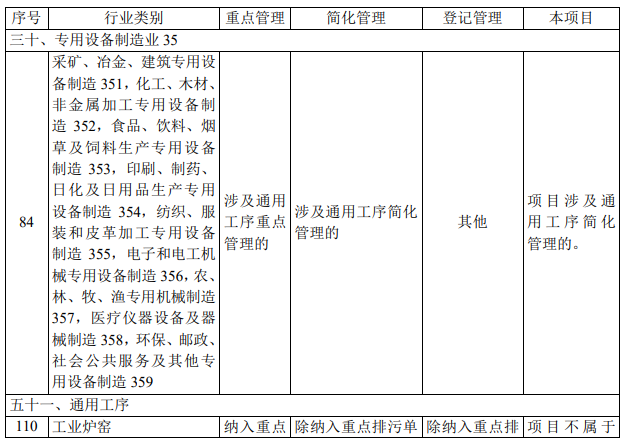 序号 行业类别 重点管理 简化管理 登记管理 本项目
三十、专用设备制造业 35
84
采矿、冶金、建筑专用设
备制造 351，化工、木材、
非金属加工专用设备制
造 352，食品、饮料、烟
草及饲料生产专用设备
制造 353，印刷、制药、
日化及日用品生产专用
设备制造 354，纺织、服
装和皮革加工专用设备
制造 355，电子和电工机
械专用设备制造 356，农、
林、牧、渔专用机械制造
357，医疗仪器设备及器
械制造 358，环保、邮政、
社会公共服务及其他专
用设备制造 359
涉及通用
工序重点
管理的
涉及通用工序简化
管理的
其他
项目涉及通
用工序简化
管理的。
五十一、通用工序
110 工业炉窑 纳入重点 除纳入重点排污单 除纳入重点排 项目不属于